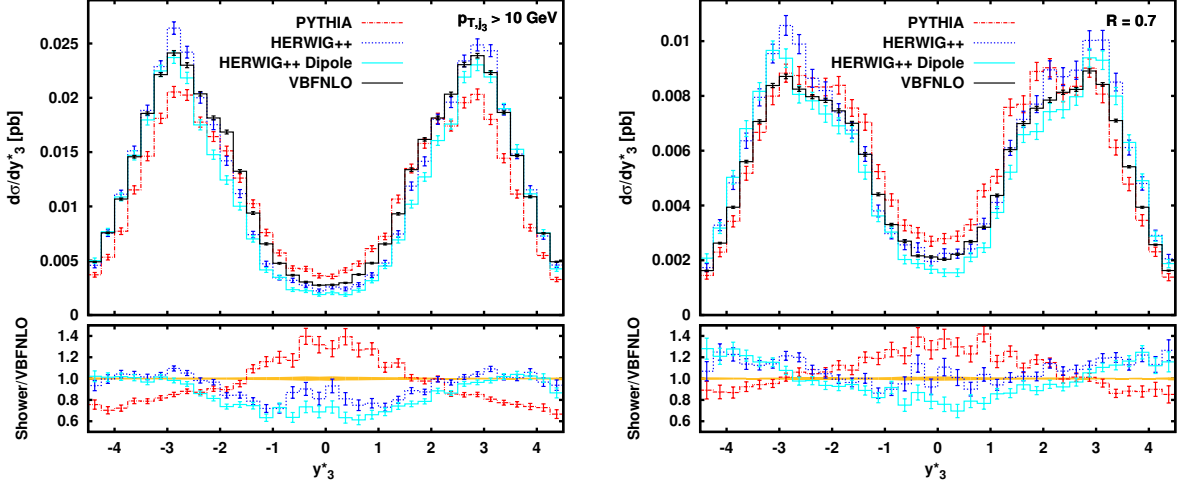 p_T,j3 > 10 GeV
PYTHIA
HERWIG++
HERWIG++ Dipole
VBFNLO
dσ/dy*_3 [pb]
0.025
0.02
0.015
0.01
0.005
0
Shower/VBFNLO
1.4
1.2
1.0
0.8
0.6
-4 -3 -2 -1 0 1 2 3 4
y*_3
R = 0.7
PYTHIA
HERWIG++
HERWIG++ Dipole
VBFNLO
dσ/dy*_3 [pb]
0.01
0.008
0.006
0.004
0.002
0
Shower/VBFNLO
1.4
1.2
1.0
0.8
0.6
-4 -3 -2 -1 0 1 2 3 4
y*_3